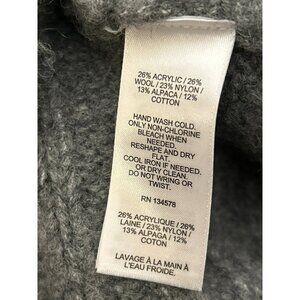 26% ACRYLIC / 26%
WOOL / 23% NYLON /
13% ALPACA / 12%
COTTON
HAND WASH COLD.
ONLY NON-CHLORINE
BLEACH WHEN
NEEDED.
RESHAPE AND DRY
FLAT.
COOL IRON IF NEEDED.
OR DRY CLEAN.
DO NOT WRING OR
TWIST.
RN 134578
26% ACRYLIQUE / 26%
LAINE / 23% NYLON /
13% ALPAGA / 12%
COTON
LAVAGE À LA MAIN À
L'EAU FROIDE.